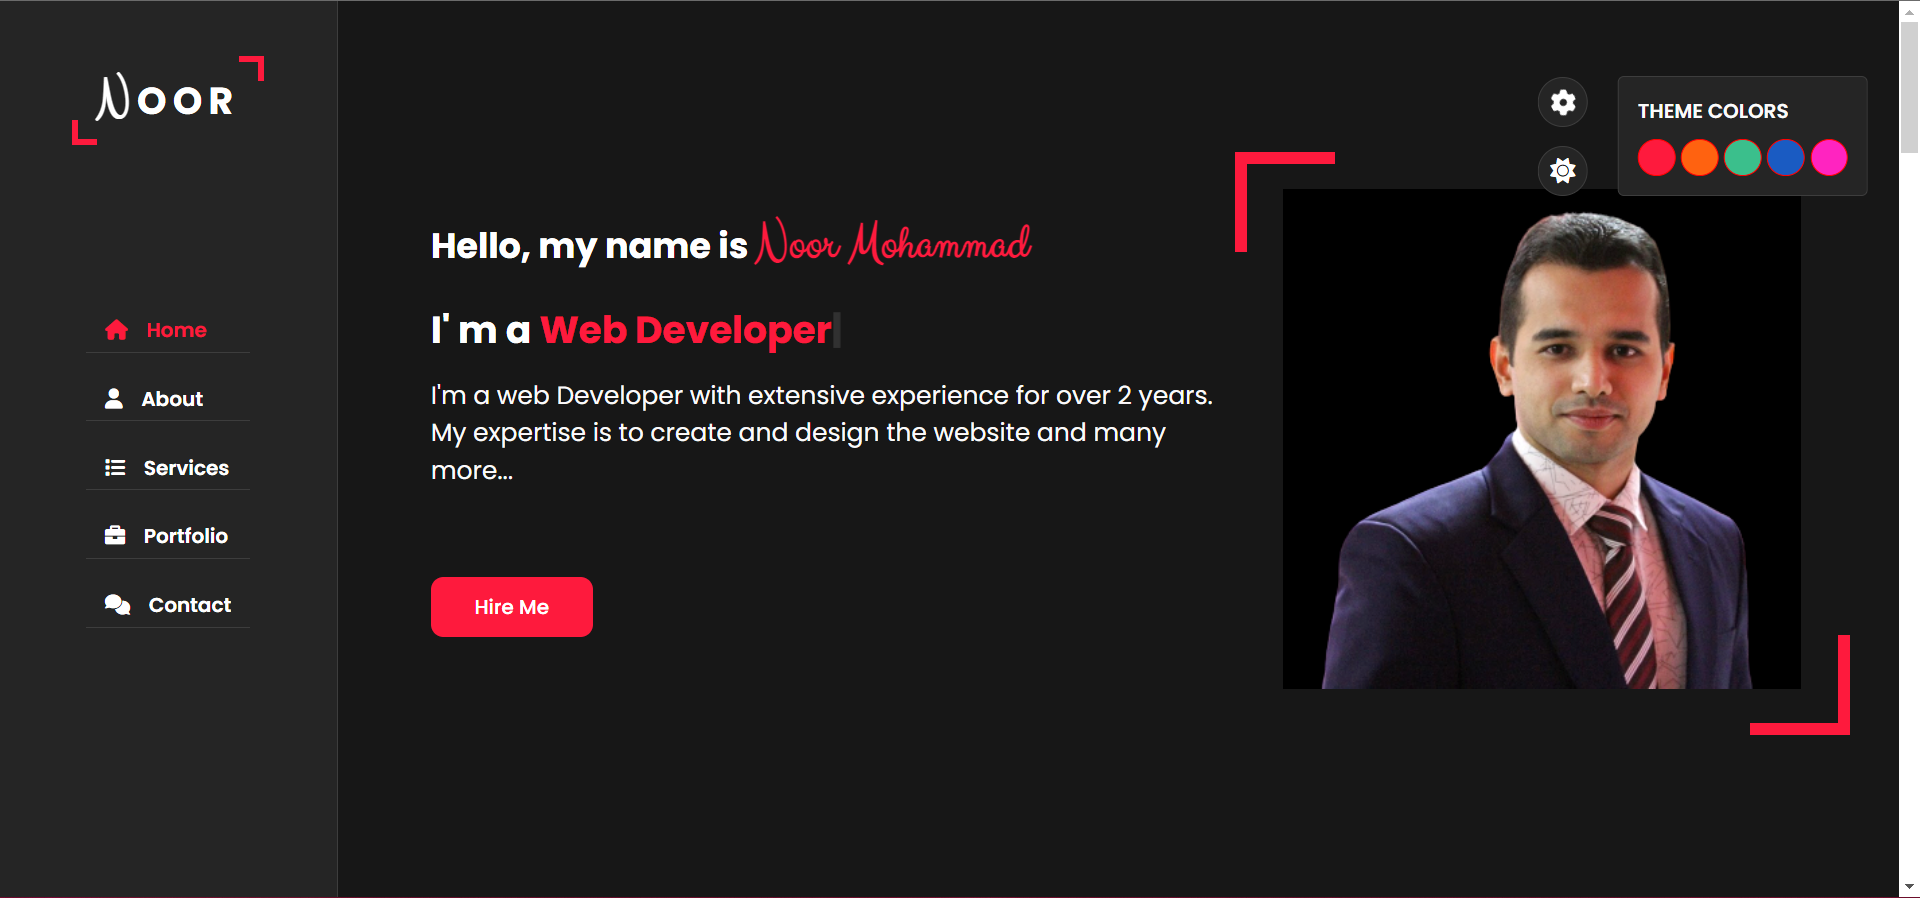 NOOR
Home
About
Services
Portfolio
Contact
Hello, my name is Noor Mohammad
I' m a Web Developer
I'm a web Developer with extensive experience for over 2 years.
My expertise is to create and design the website and many
more...
Hire Me
THEME COLORS